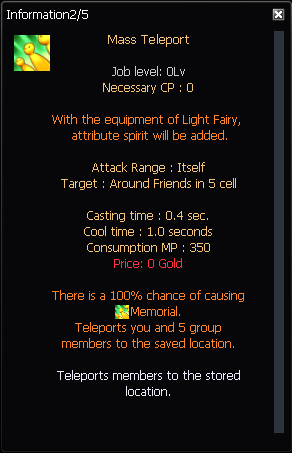 Information2/5
Mass Teleport
Job level: 0Lv
Necessary CP : 0
With the equipment of Light Fairy,
attribute spirit will be added.
Attack Range : Itself
Target : Around Friends in 5 cell
Casting time : 0.4 sec.
Cool time : 1.0 seconds
Consumption MP : 350
Price: 0 Gold
There is a 100% chance of causing
Memorial.
Teleports you and 5 group
members to the saved location.
Teleports members to the stored
location.